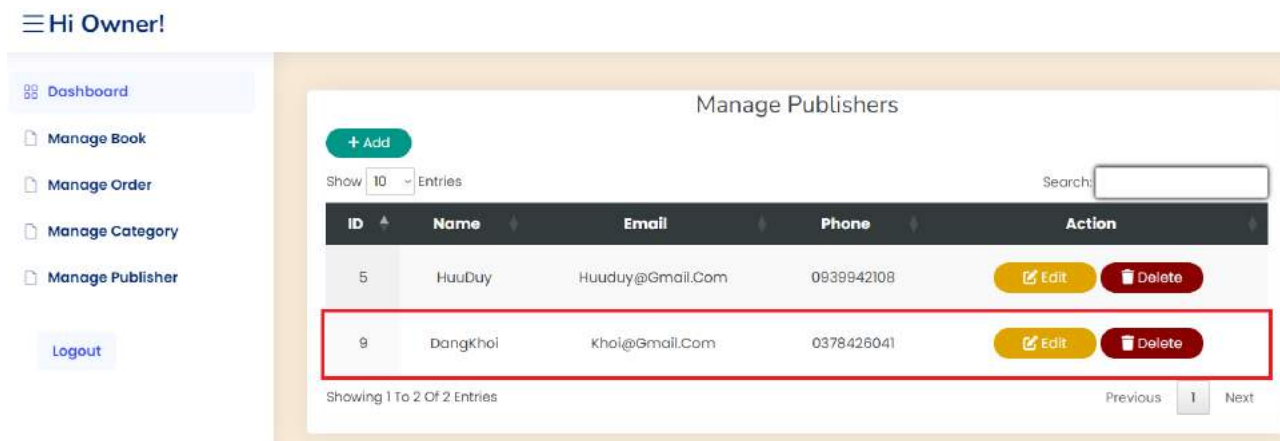 Hi Owner!
Dashboard
Manage Book
Manage Order
Manage Category
Manage Publisher
Logout
Manage Publishers
+ Add
Show 10 Entries
Search:
ID Name Email Phone Action
5 HuuDuy Huuduy@Gmail.Com 0939942108 Edit Delete
9 DangKhoi Khoi@Gmail.Com 0378426041 Edit Delete
Showing 1 To 2 Of 2 Entries
Previous 1 Next